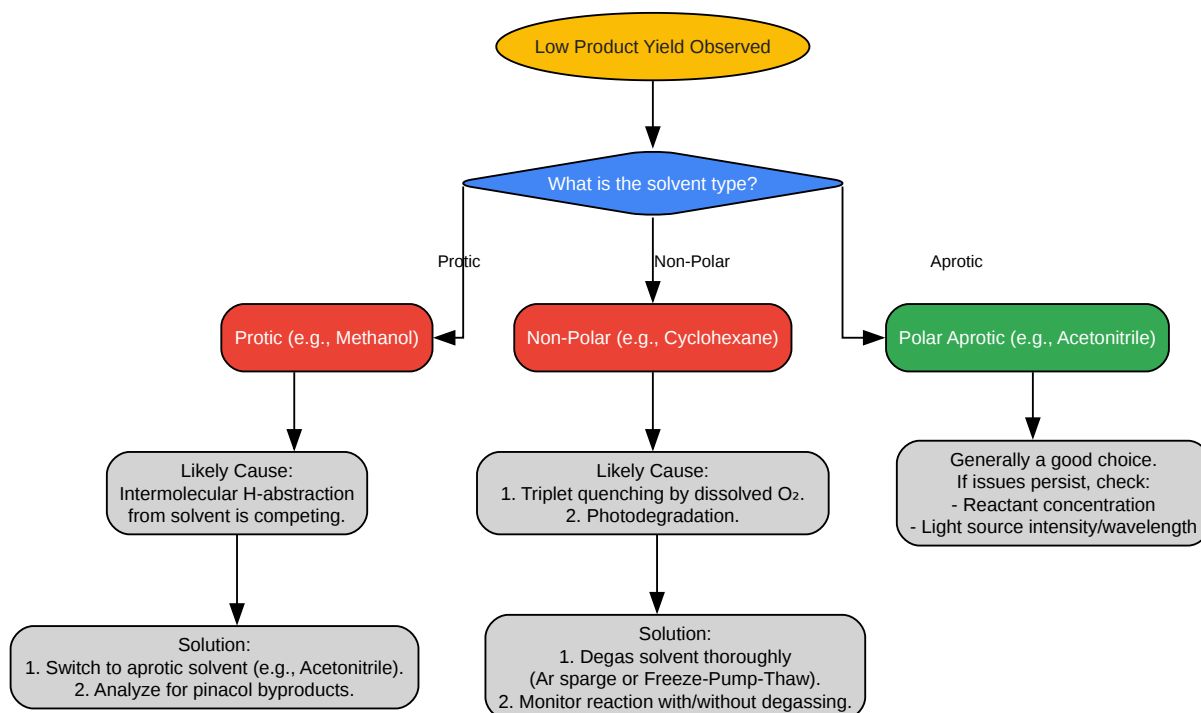 Low Product Yield Observed
What is the solvent type?
Protic
Non-Polar
Aprotic
Protic (e.g., Methanol)
Non-Polar (e.g., Cyclohexane)
Polar Aprotic (e.g., Acetonitrile)
Likely Cause:
Intermolecular H-abstraction
from solvent is competing.
Likely Cause:
1. Triplet quenching by dissolved O₂.
2. Photodegradation.
Generally a good choice.
If issues persist, check:
- Reactant concentration
- Light source intensity/wavelength
Solution:
1. Switch to aprotic solvent (e.g., Acetonitrile).
2. Analyze for pinacol byproducts.
Solution:
1. Degas solvent thoroughly
(Ar sparge or Freeze-Pump-Thaw).
2. Monitor reaction with/without degassing.